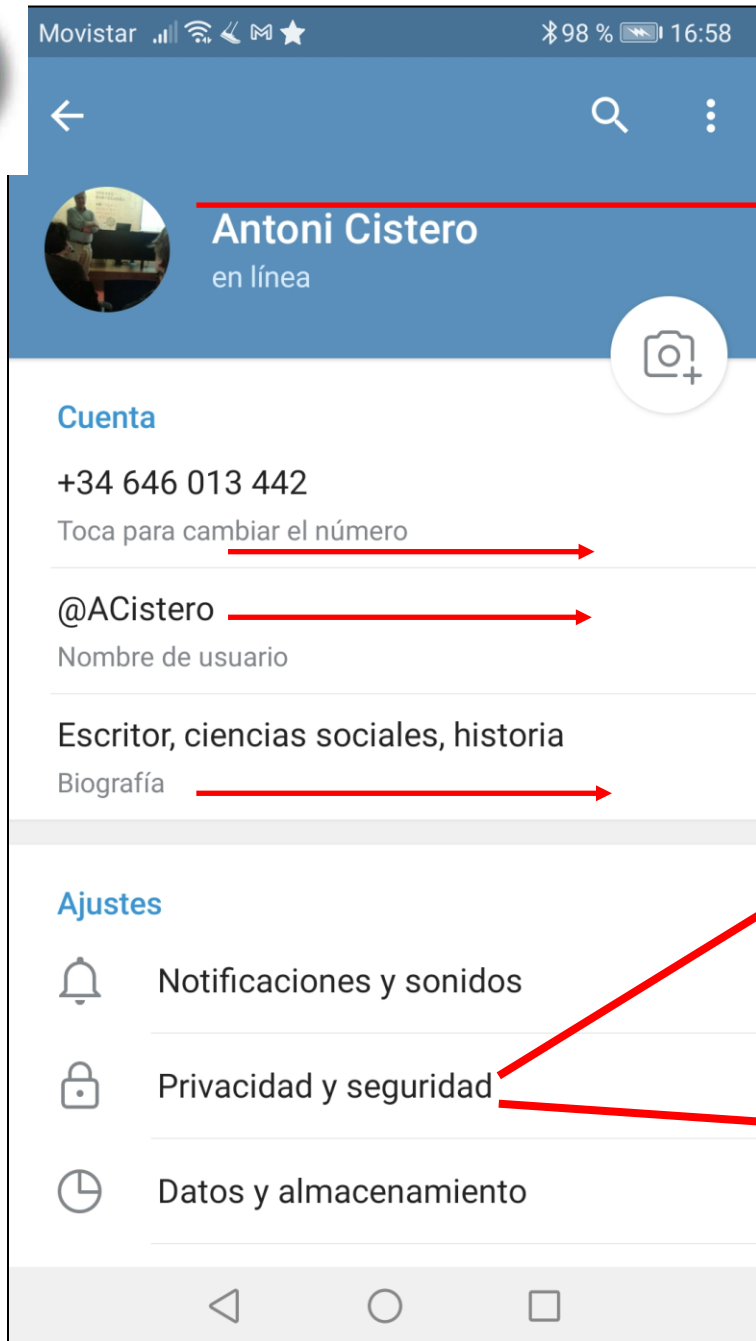 Movistar 98 % 16:58
Antoni Cistero
en línea
Cuenta
+34 646 013 442
Toca para cambiar el número
@ACistero
Nombre de usuario
Escritor, ciencias sociales, historia
Biografía
Ajustes
Notificaciones y sonidos
Privacidad y seguridad
Datos y almacenamiento